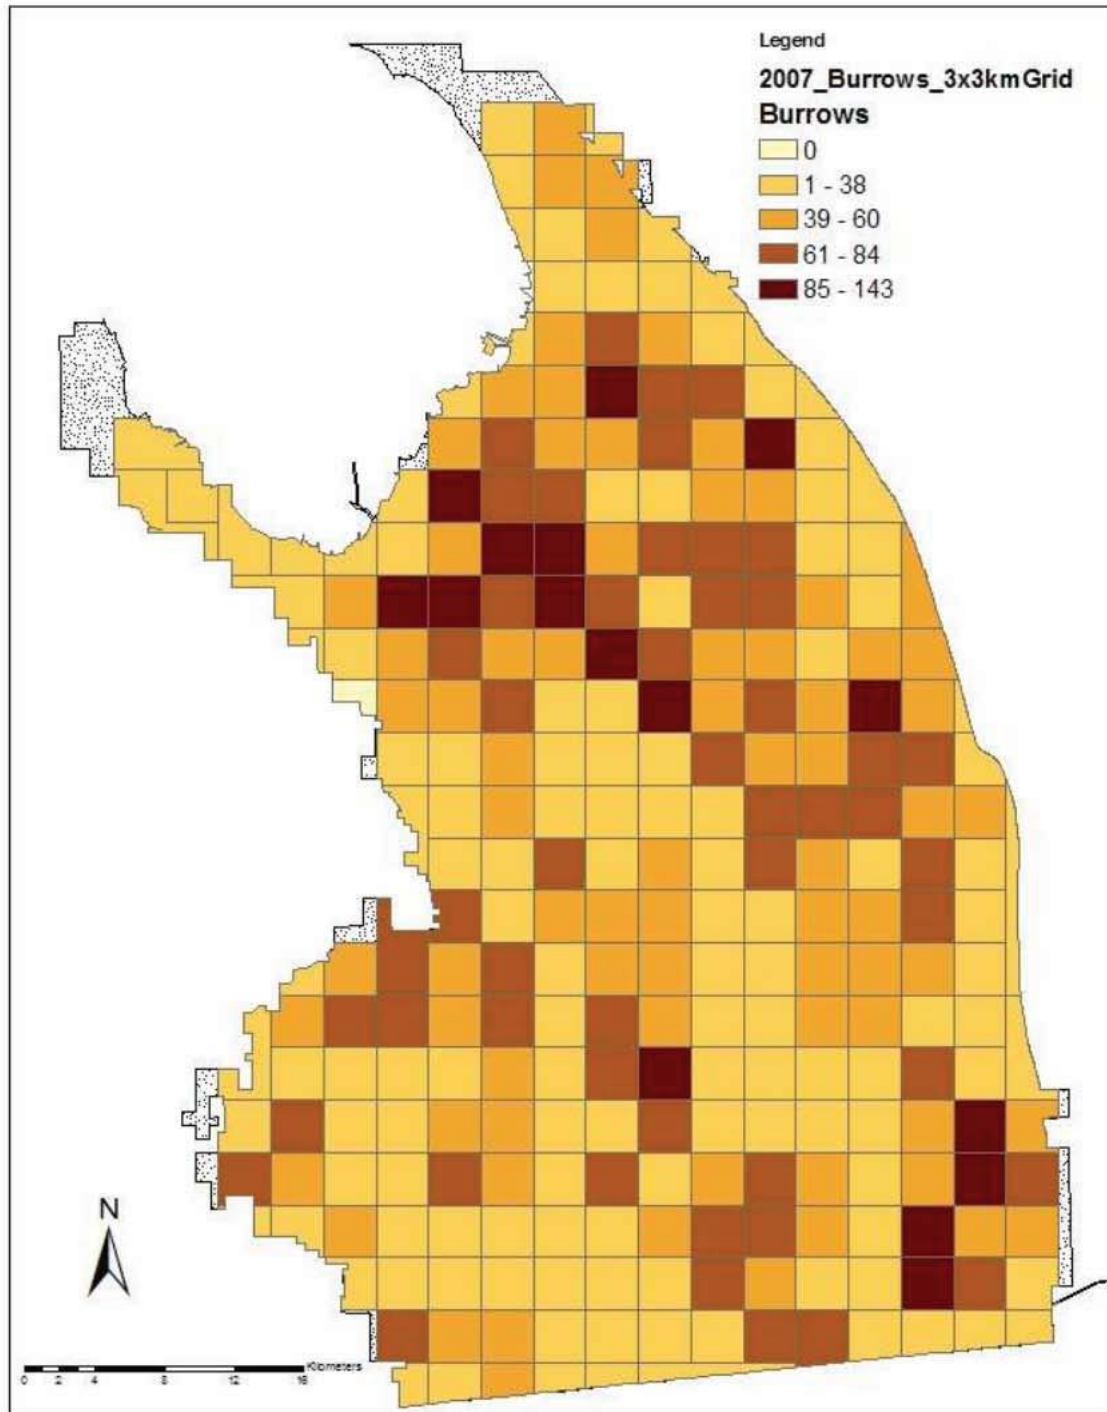 Legend
2007_Burrows_3x3kmGrid
Burrows
0
1 - 38
39 - 60
61 - 84
85 - 143
N
Kilometers
0 2 4 8 12 16